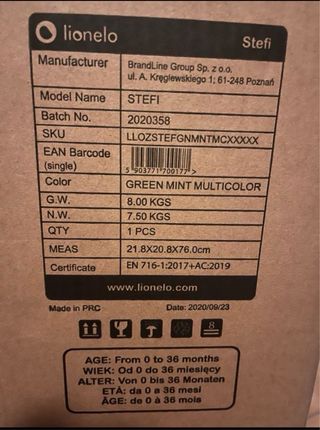 lionelo Stefi
Manufacturer BrandLine Group Sp. z o.o.
ul. A. Kręglewskiego 1; 61-248 Poznań
Model Name STEFI
Batch No. 2020358
SKU LLOZSTEFGNMNTMCXXXXX
EAN Barcode
(single) 5 903771 700177 >
Color GREEN MINT MULTICOLOR
G.W. 8.00 KGS
N.W. 7.50 KGS
QTY 1 PCS
MEAS 21.8X20.8X76.0cm
Certificate EN 716-1:2017+AC:2019
www.lionelo.com
Made in PRC Date: 2020/09/23
8
AGE: From 0 to 36 months
WIEK: Od 0 do 36 miesięcy
ALTER: Von 0 bis 36 Monaten
ETÀ: da 0 a 36 mesi
ÂGE: de 0 à 36 mois